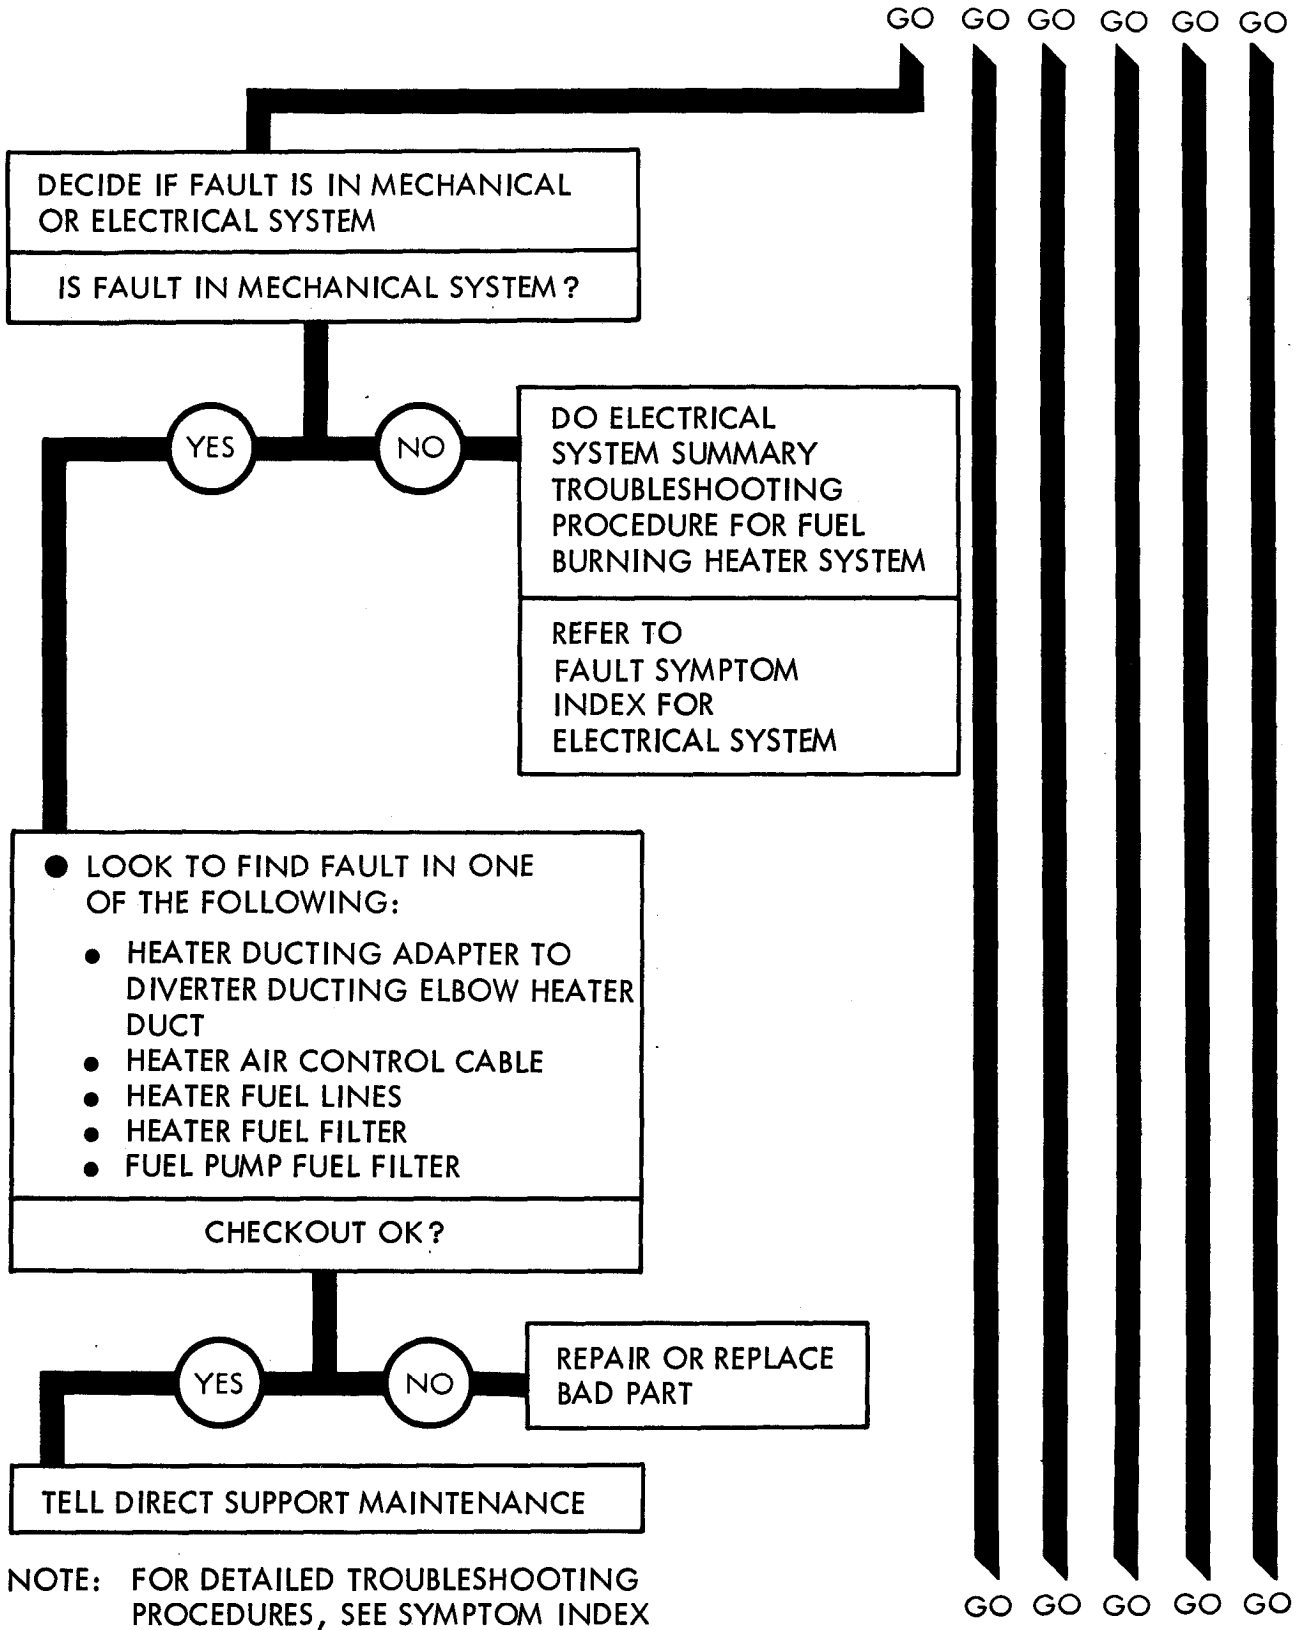 GO GO GO GO GO GO
DECIDE IF FAULT IS IN MECHANICAL
OR ELECTRICAL SYSTEM
IS FAULT IN MECHANICAL SYSTEM?
YES
NO
DO ELECTRICAL
SYSTEM SUMMARY
TROUBLESHOOTING
PROCEDURE FOR FUEL
BURNING HEATER SYSTEM
REFER TO
FAULT SYMPTOM
INDEX FOR
ELECTRICAL SYSTEM
● LOOK TO FIND FAULT IN ONE
OF THE FOLLOWING:
● HEATER DUCTING ADAPTER TO
DIVERTER DUCTING ELBOW HEATER
DUCT
● HEATER AIR CONTROL CABLE
● HEATER FUEL LINES
● HEATER FUEL FILTER
● FUEL PUMP FUEL FILTER
CHECKOUT OK?
YES
NO
REPAIR OR REPLACE
BAD PART
TELL DIRECT SUPPORT MAINTENANCE
NOTE: FOR DETAILED TROUBLESHOOTING
PROCEDURES, SEE SYMPTOM INDEX
GO GO GO GO GO